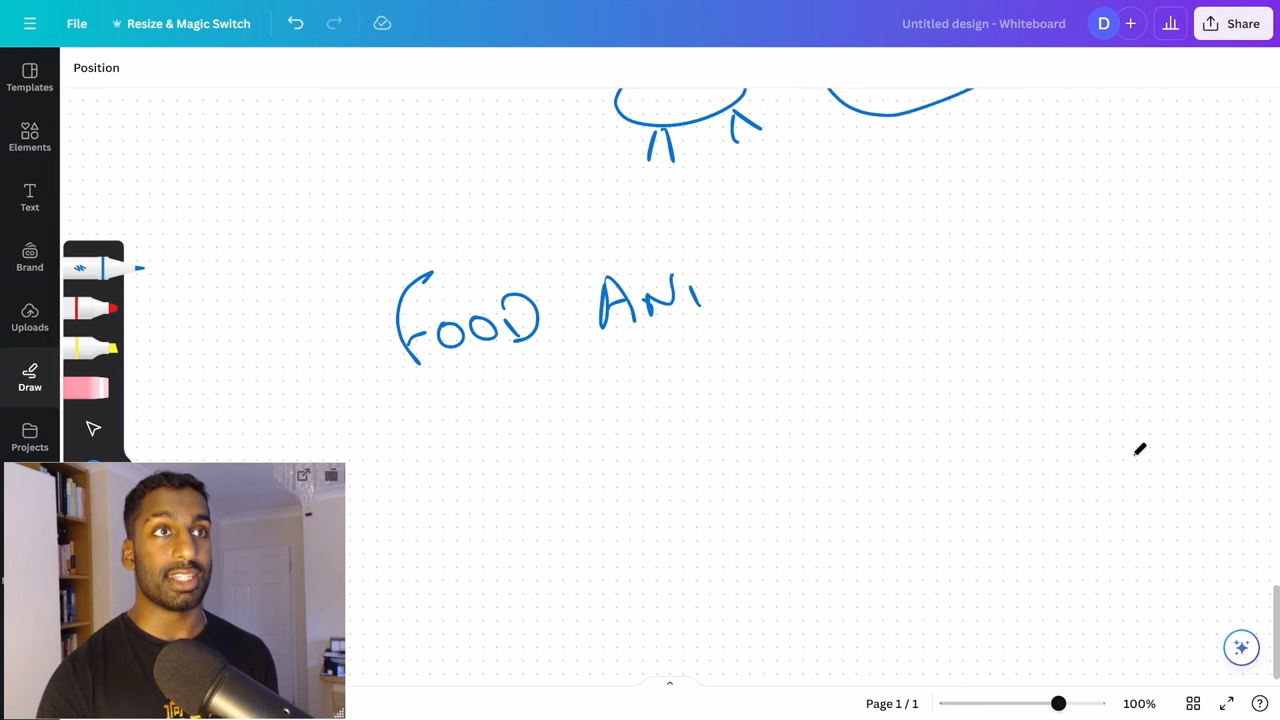 File
Resize & Magic Switch
Untitled design - Whiteboard
D
Share
Position
Templates
Elements
Text
Brand
Uploads
Draw
Projects
FOOD AN
Page 1 / 1
100%